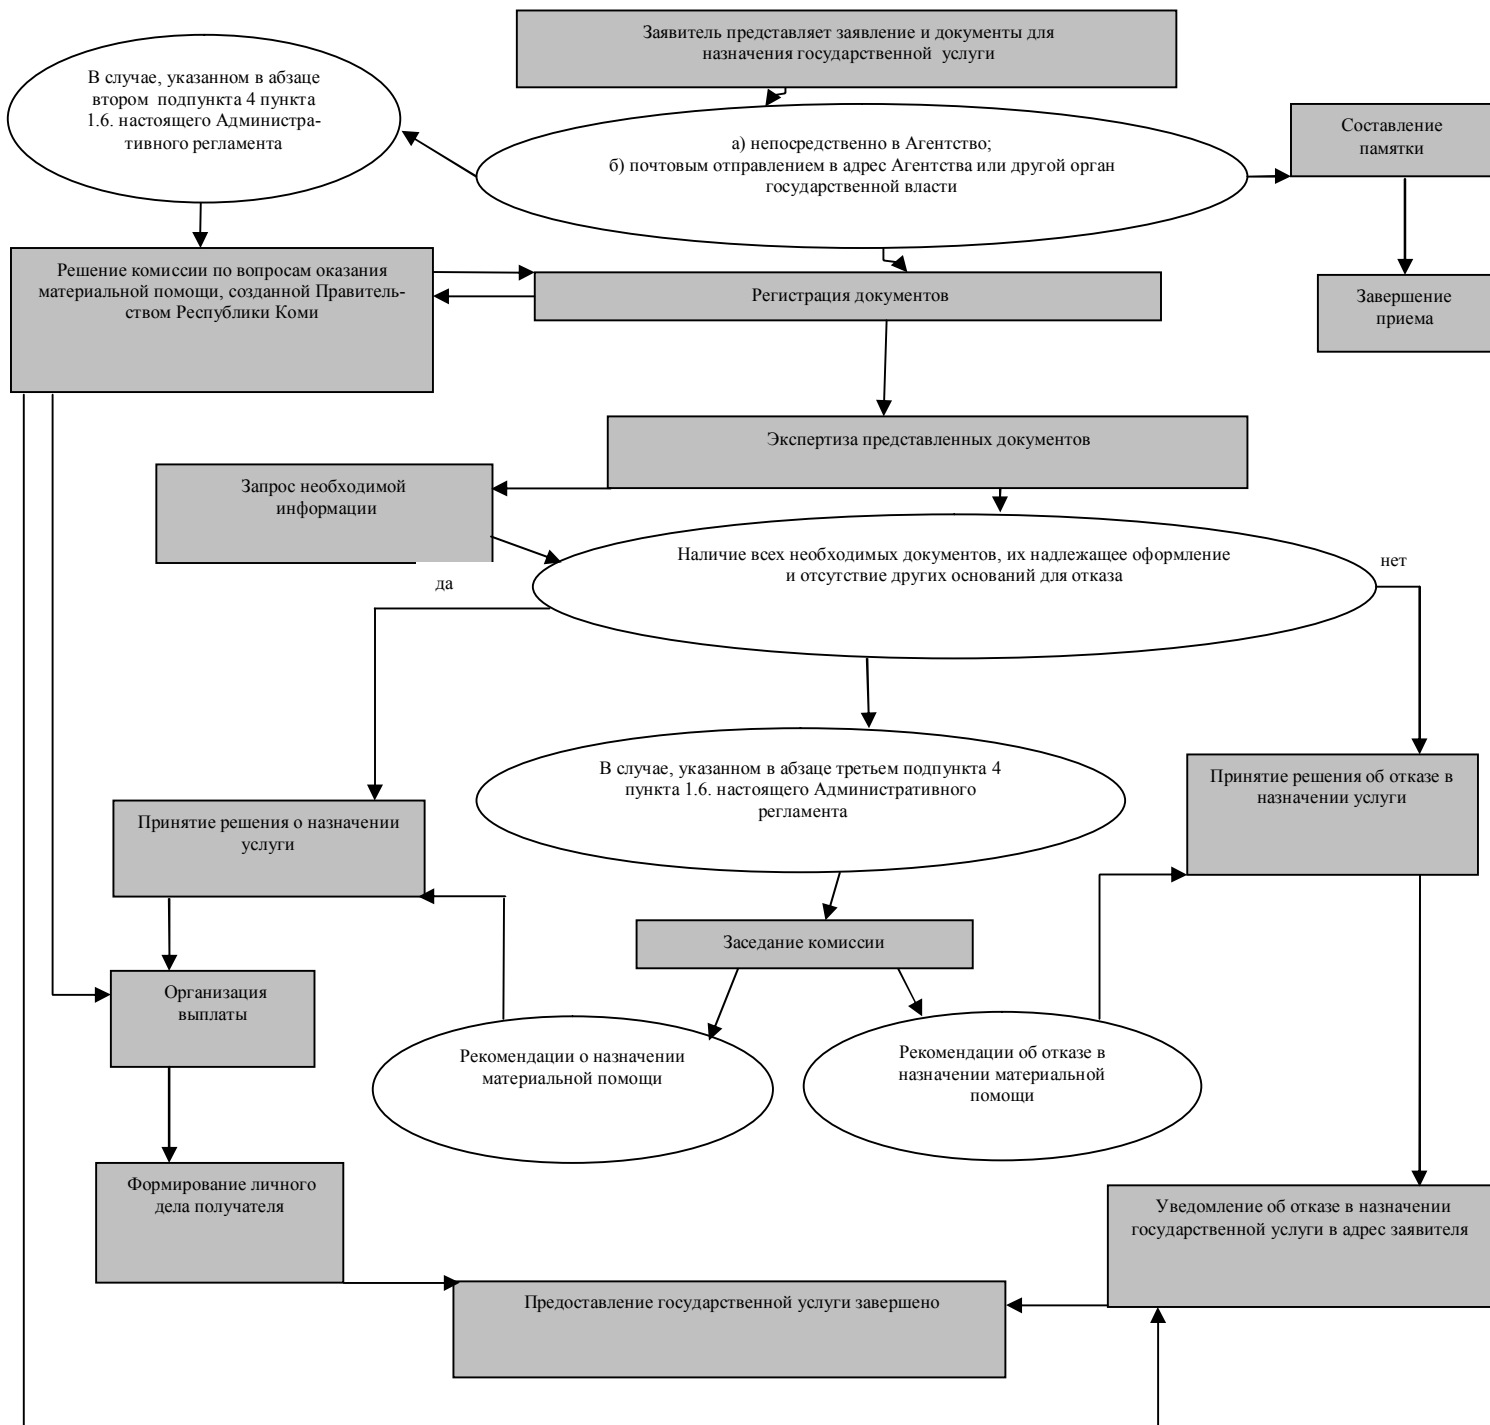 Заявитель представляет заявление и документы для
назначения государственной услуги
В случае, указанном в абзаце
втором подпункта 4 пункта
1.6. настоящего Администра-
тивного регламента
а) непосредственно в Агентство;
б) почтовым отправлением в адрес Агентства или другой орган
государственной власти
Составление
памятки
Решение комиссии по вопросам оказания
материальной помощи, созданной Правитель-
ством Республики Коми
Регистрация документов
Завершение
приема
Экспертиза представленных документов
Запрос необходимой
информации
Наличие всех необходимых документов, их надлежащее оформление
и отсутствие других оснований для отказа
да
нет
В случае, указанном в абзаце третьем подпункта 4
пункта 1.6. настоящего Административного
регламента
Принятие решения об отказе в
назначении услуги
Принятие решения о назначении
услуги
Заседание комиссии
Организация
выплаты
Рекомендации о назначении
материальной помощи
Рекомендации об отказе в
назначении материальной
помощи
Формирование личного
дела получателя
Уведомление об отказе в назначении
государственной услуги в адрес заявителя
Предоставление государственной услуги завершено